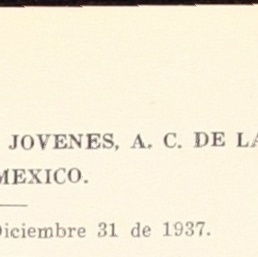 JOVENES, A. C. DE LA
MEXICO.
Diciembre 31 de 1937.